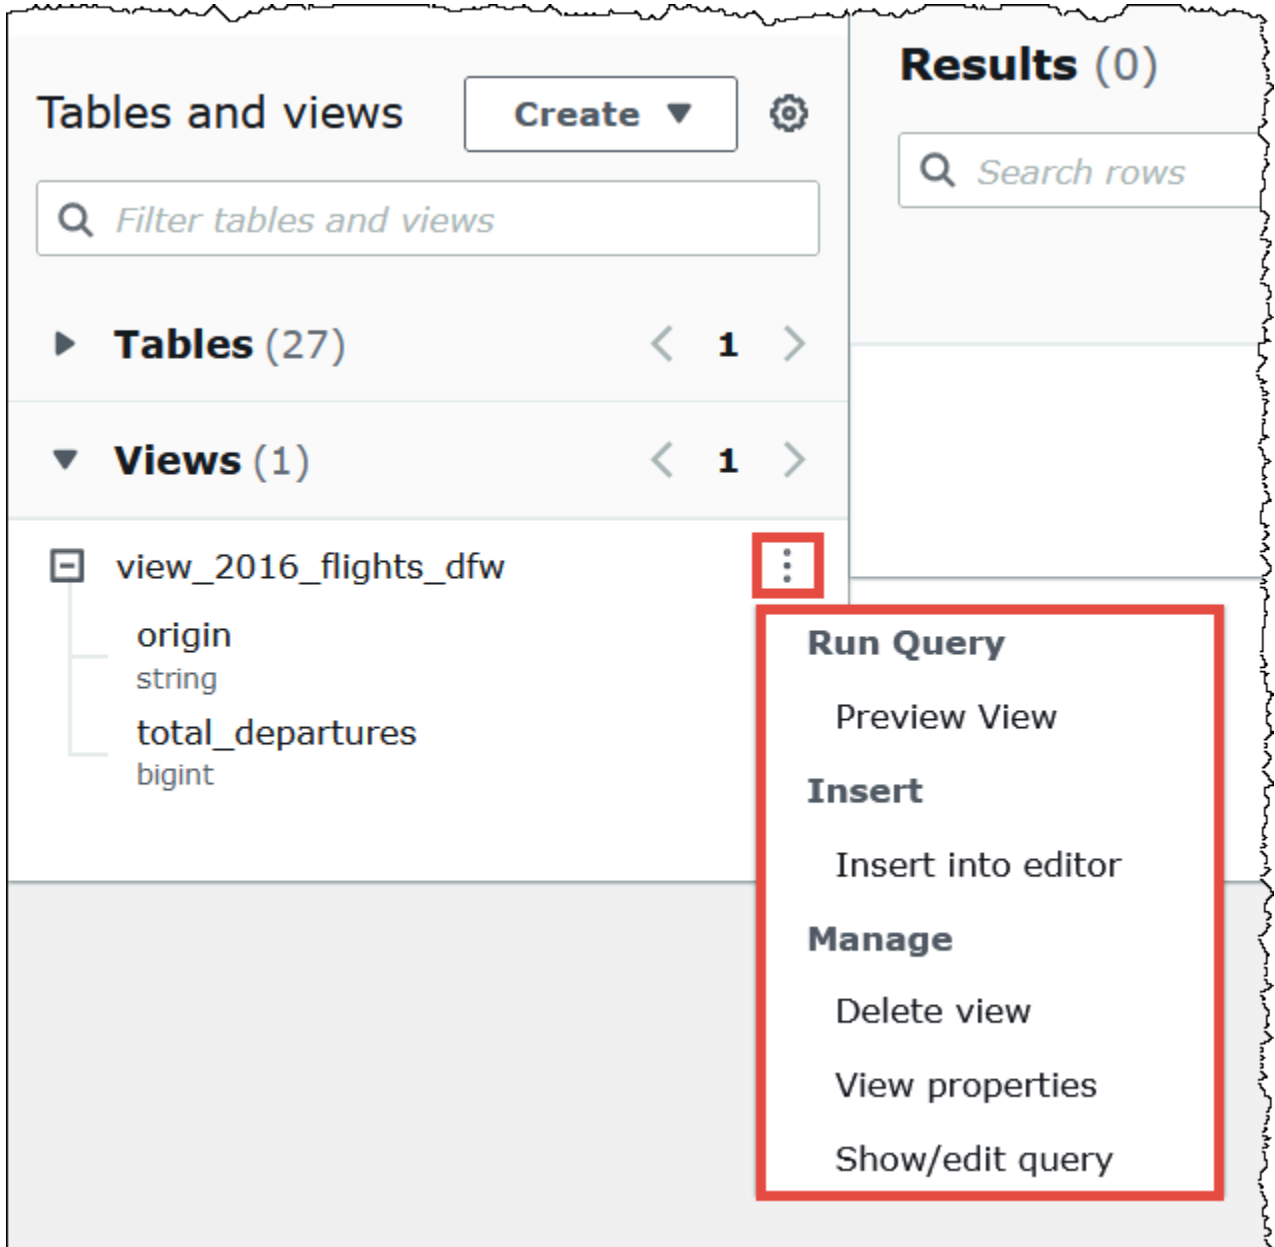 Tables and views
Create
Filter tables and views
Tables (27)
1
Views (1)
1
view_2016_flights_dfw
origin
string
total_departures
bigint
Results (0)
Search rows
Run Query
Preview View
Insert
Insert into editor
Manage
Delete view
View properties
Show/edit query